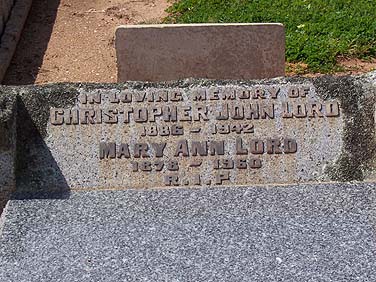 IN LOVING MEMORY OF
CHRISTOPHER JOHN LORD
1886 - 1942
MARY ANN LORD
1878 - 1960
R.I.P